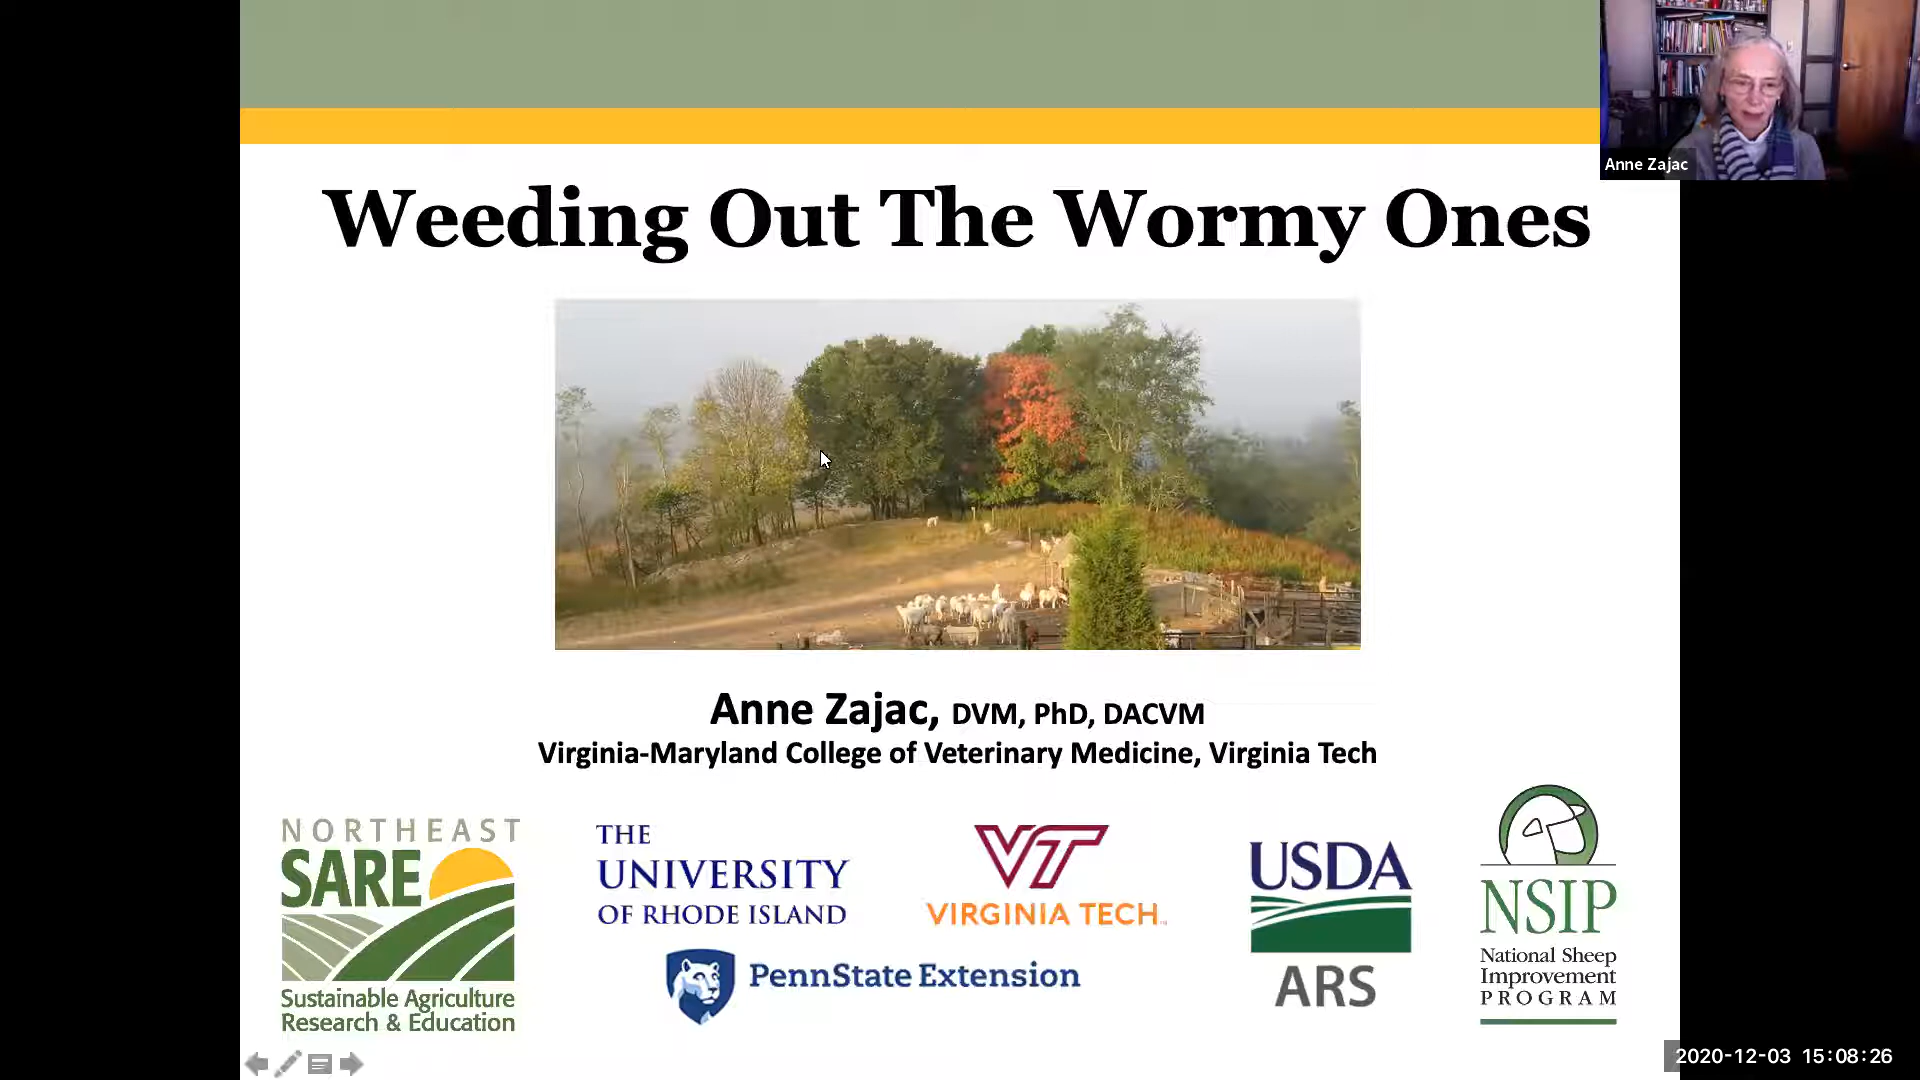 Anne Zajac
Weeding Out The Wormy Ones
Anne Zajac, DVM, PhD, DACVM
Virginia-Maryland College of Veterinary Medicine, Virginia Tech
NORTHEAST
SARE
Sustainable Agriculture
Research & Education
THE
UNIVERSITY
OF RHODE ISLAND
PennState Extension
VT
VIRGINIA TECH
USDA
ARS
NSIP
National Sheep
Improvement
PROGRAM
2020-12-03 15:08:26